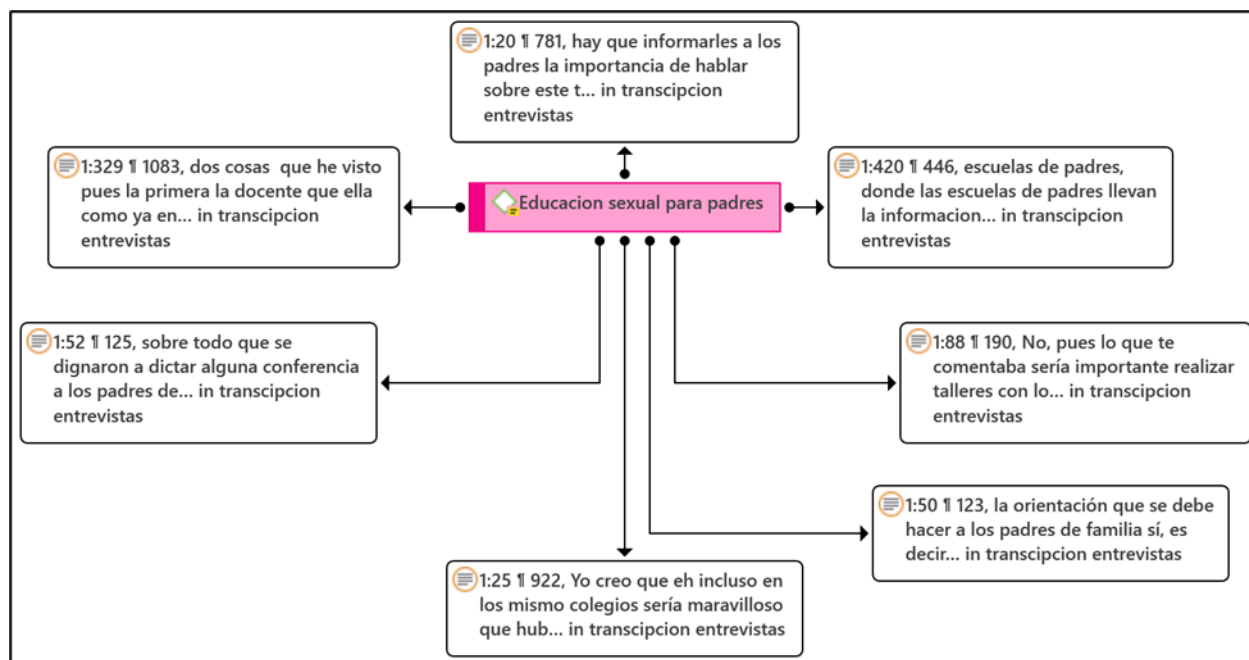 1:20 ¶ 781, hay que informarles a los
padres la importancia de hablar
sobre este t... in transcipcion
entrevistas
1:329 ¶ 1083, dos cosas  que he visto
pues la primera la docente que ella
como ya en... in transcipcion
entrevistas
Educacion sexual para padres
1:420 ¶ 446, escuelas de padres,
donde las escuelas de padres llevan
la informacion... in transcipcion
entrevistas
1:52 ¶ 125, sobre todo que se
dignaron a dictar alguna conferencia
a los padres de... in transcipcion
entrevistas
1:88 ¶ 190, No, pues lo que te
comentaba sería importante realizar
talleres con lo... in transcipcion
entrevistas
1:50 ¶ 123, la orientación que se debe
hacer a los padres de familia sí, es
decir... in transcipcion entrevistas
1:25 ¶ 922, Yo creo que eh incluso en
los mismo colegios sería maravilloso
que hub... in transcipcion entrevistas